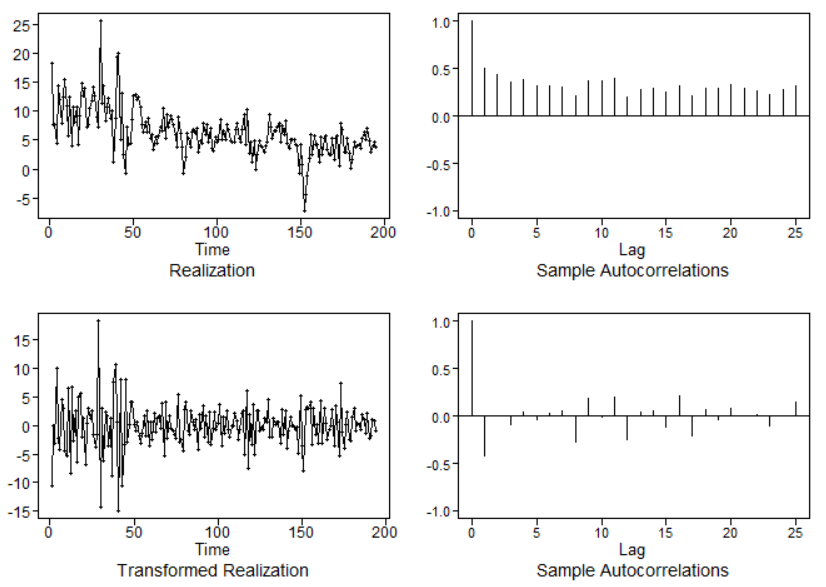 25
20
15
10
5
0
-5
0 50 100 150 200
Time
Realization
1.0
0.5
0.0
-0.5
-1.0
0 5 10 15 20 25
Lag
Sample Autocorrelations
15
10
5
0
-5
-10
-15
0 50 100 150 200
Time
Transformed Realization
1.0
0.5
0.0
-0.5
-1.0
0 5 10 15 20 25
Lag
Sample Autocorrelations